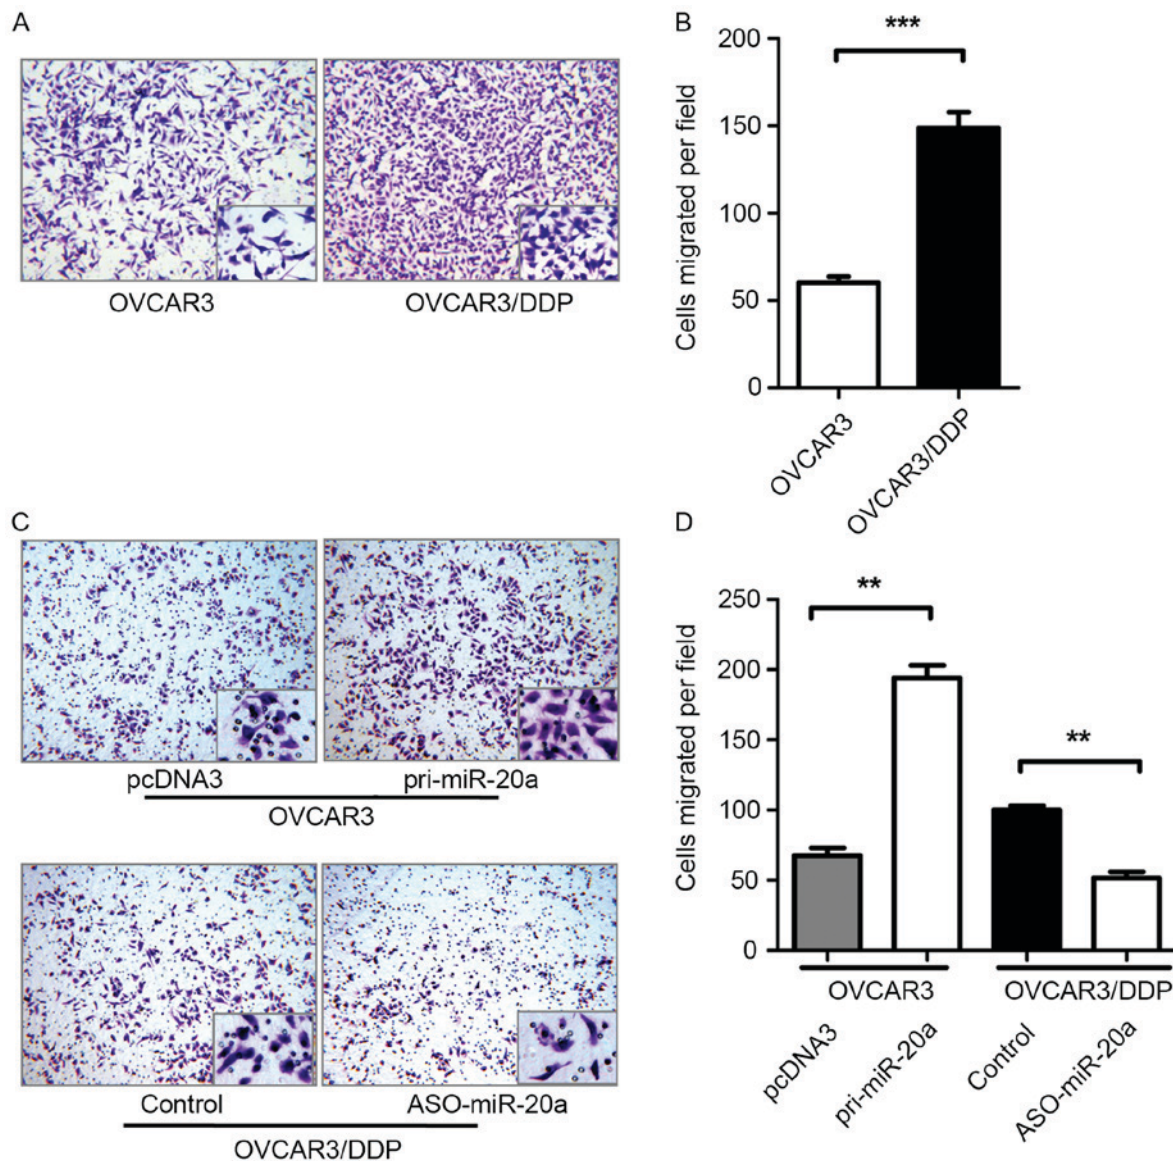 A
OVCAR3
OVCAR3/DDP
B
Cells migrated per field
200
150
100
50
0
***
OVCAR3
OVCAR3/DDP
C
pcDNA3
pri-miR-20a
OVCAR3
Control
ASO-miR-20a
OVCAR3/DDP
D
Cells migrated per field
250
200
150
100
50
0
**
**
OVCAR3
OVCAR3/DDP
pcDNA3
pri-miR-20a
Control
ASO-miR-20a